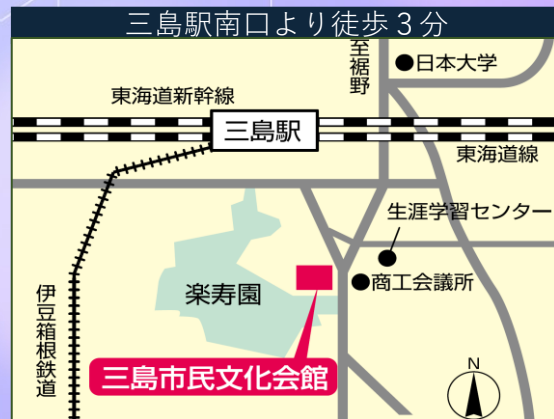 三島駅南口より徒歩３分
至裾野
日本大学
東海道新幹線
三島駅
東海道線
生涯学習センター
商工会議所
楽寿園
伊豆箱根鉄道
三島市民文化会館
N